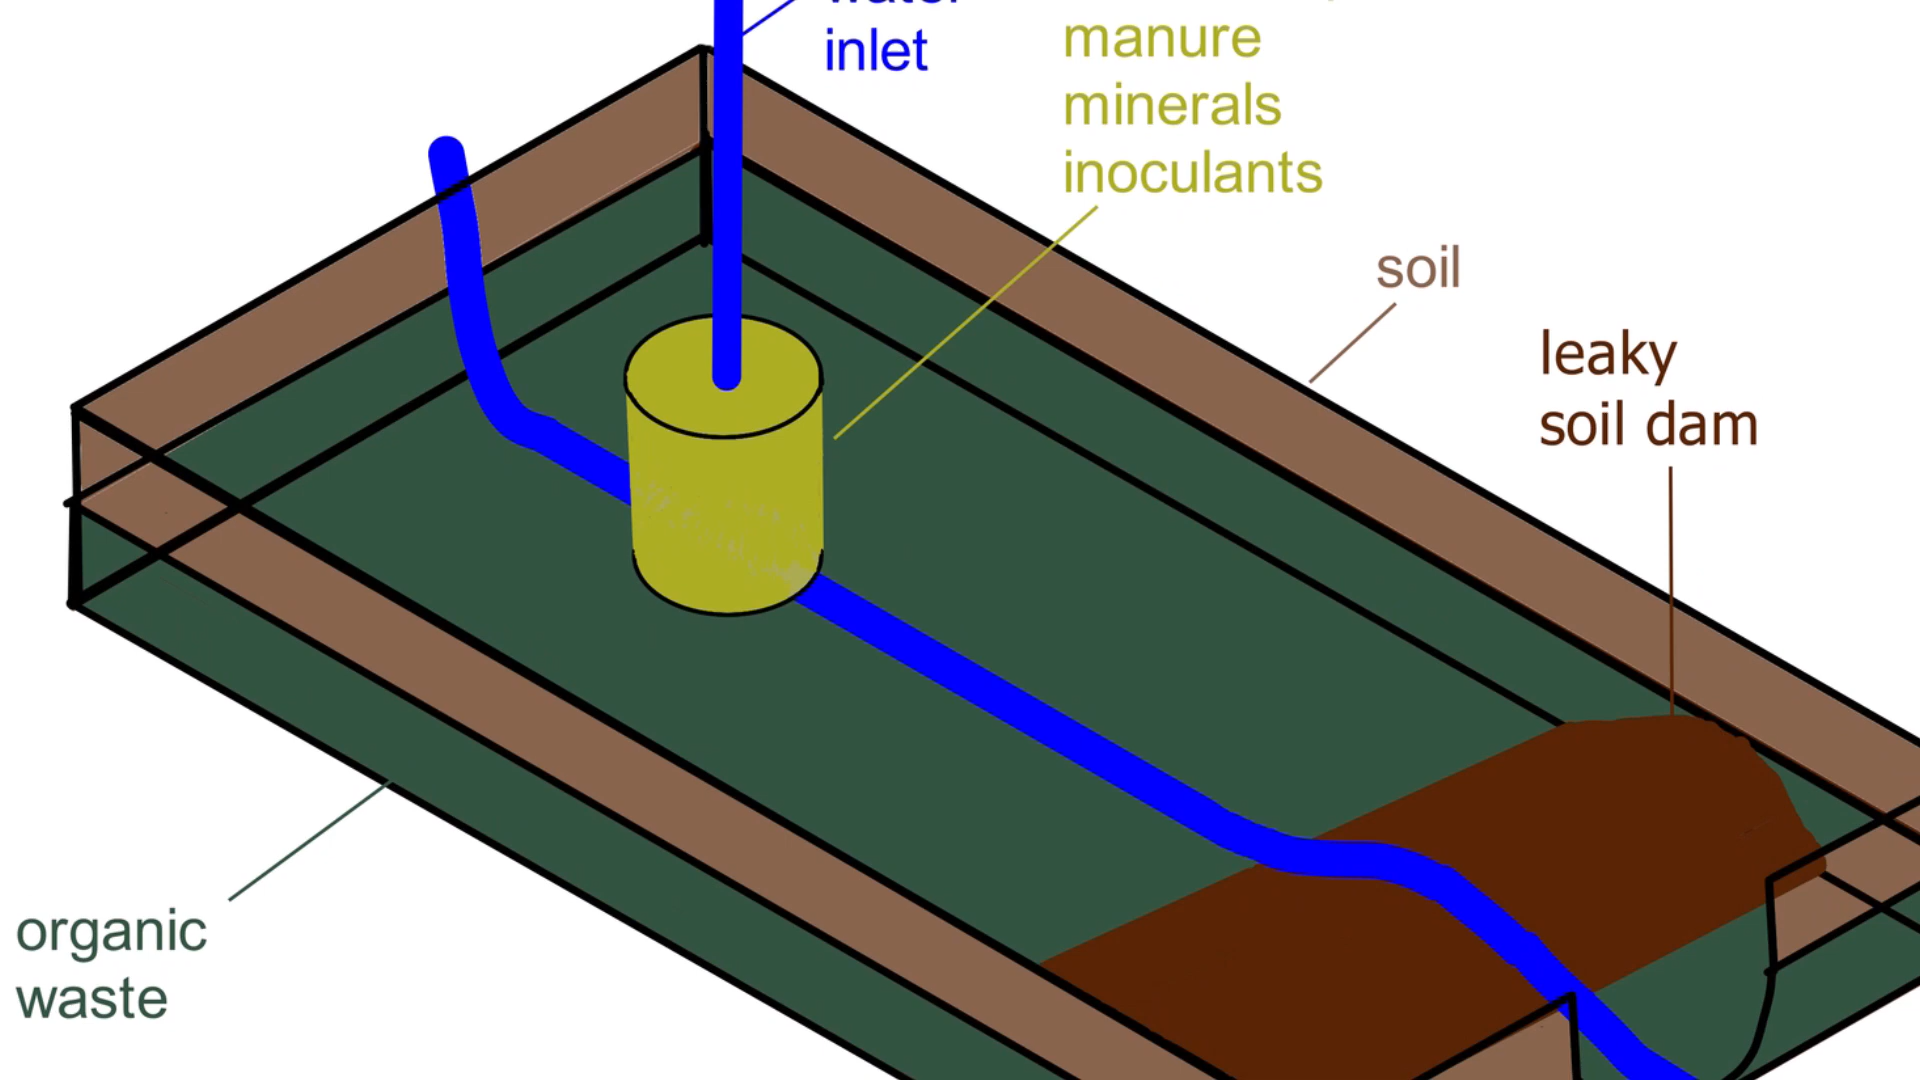 inlet
manure
minerals
inoculants
soil
leaky
soil dam
organic
waste